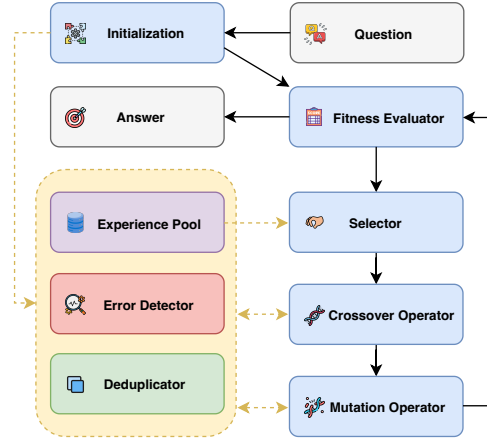 Initialization
Question
Answer
Fitness Evaluator
Experience Pool
Selector
Error Detector
Crossover Operator
Deduplicator
Mutation Operator